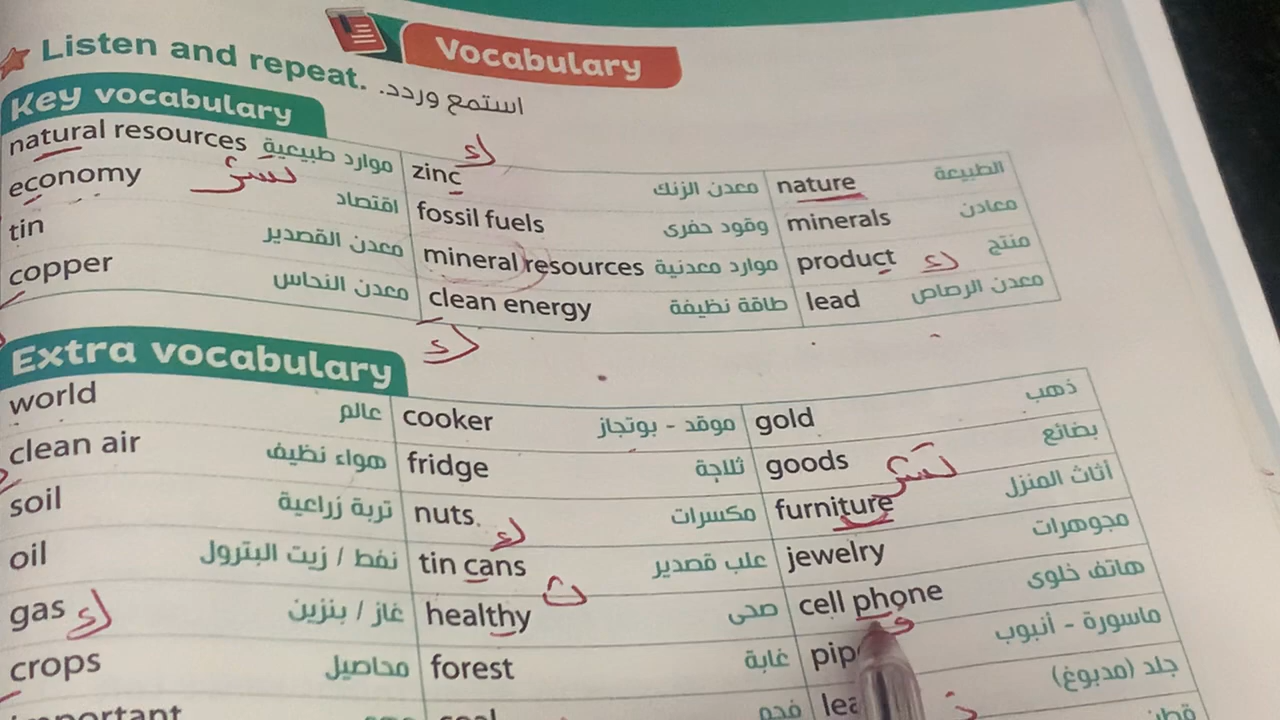 Vocabulary
Listen and repeat. استمع وردد.
Key vocabulary
natural resources موارد طبيعية
zinc معدن الزنك
nature الطبيعة
economy اقتصاد
fossil fuels وقود حفرى
minerals معادن
tin معدن القصدير
mineral resources موارد معدنية
product منتج
copper معدن النحاس
clean energy طاقة نظيفة
lead معدن الرصاص
Extra vocabulary
world عالم
cooker موقد - بوتجاز
gold ذهب
clean air هواء نظيف
fridge ثلاجة
goods بضائع
soil تربة زراعية
nuts مكسرات
furniture أثاث المنزل
oil نفط / زيت البترول
tin cans علب قصدير
jewelry مجوهرات
gas غاز / بنزين
healthy صحى
cell phone هاتف خلوى
crops محاصيل
forest غابة
ماسورة - أنبوب
important
فحم
جلد (مدبوغ)
قطن